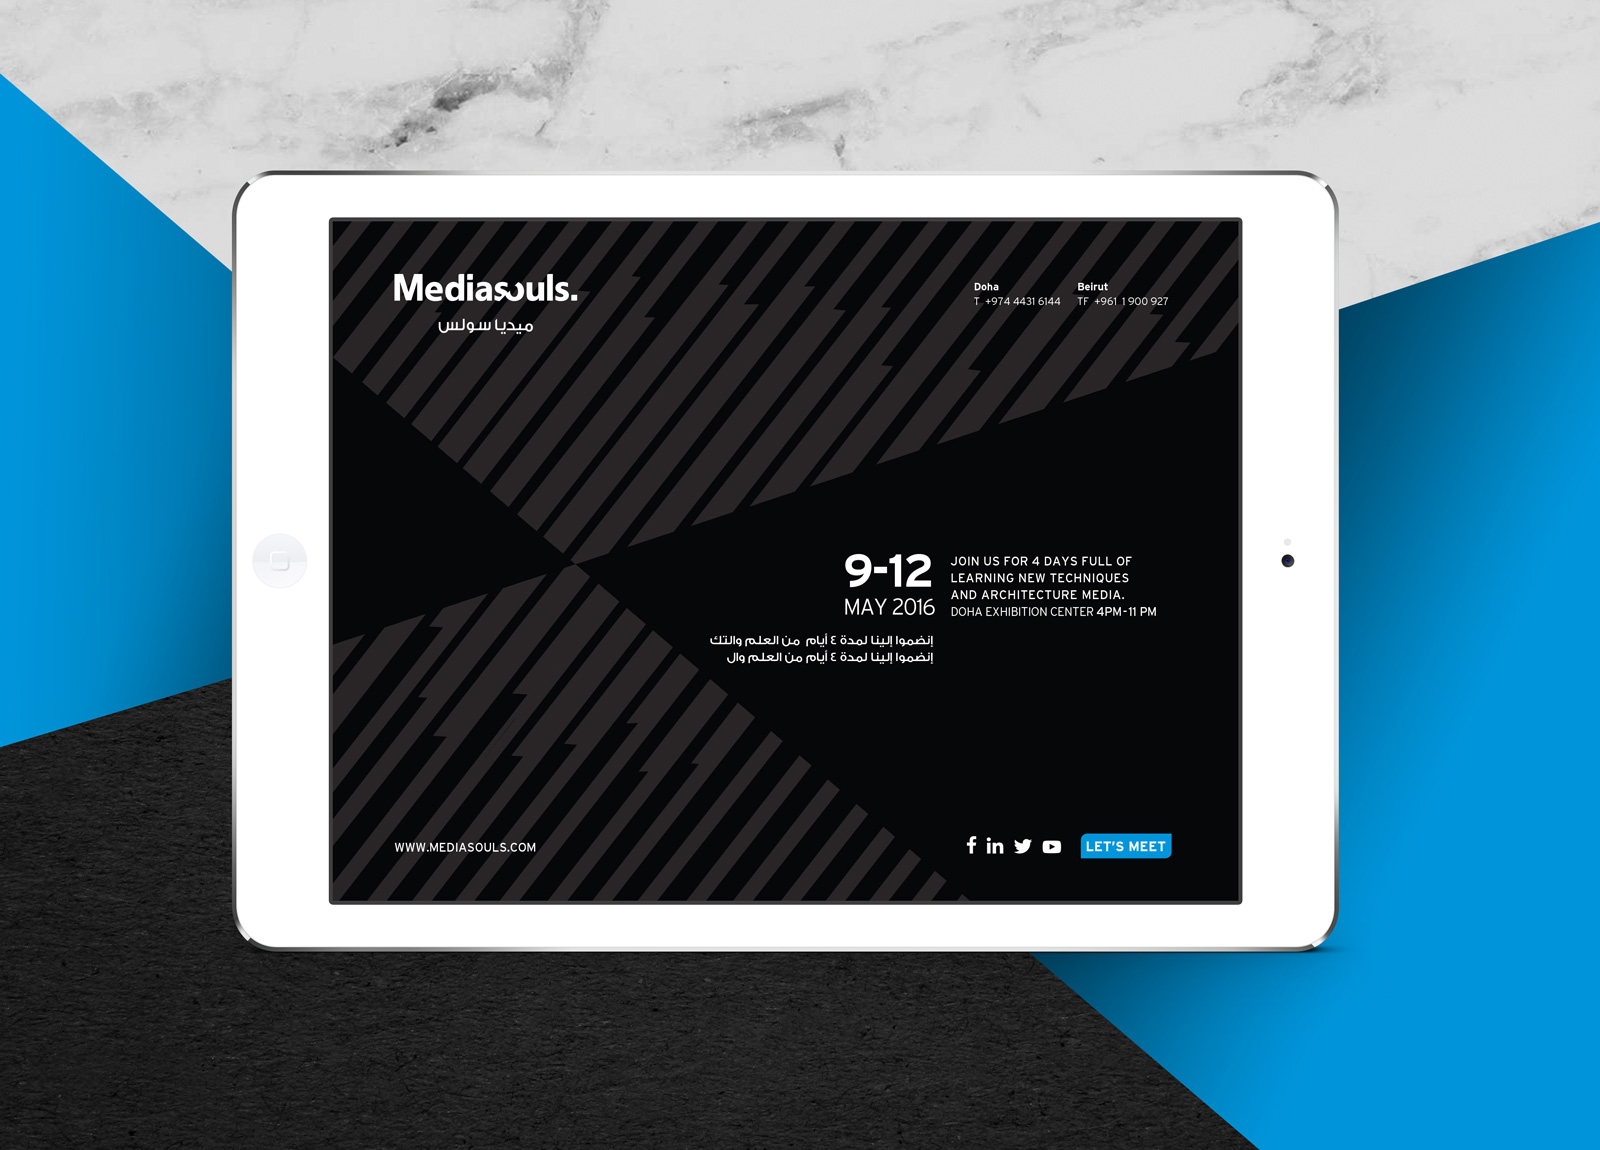 Mediasouls.
ميديا سولس
Doha
T +974 4431 6144
Beirut
TF +961 1 900 927
9-12
MAY 2016
JOIN US FOR 4 DAYS FULL OF
LEARNING NEW TECHNIQUES
AND ARCHITECTURE MEDIA.
DOHA EXHIBITION CENTER 4PM-11 PM
إنضموا إلينا لمدة ٤ أيام من العلم والتك
إنضموا إلينا لمدة ٤ أيام من العلم وال
WWW.MEDIASOULS.COM
LET'S MEET